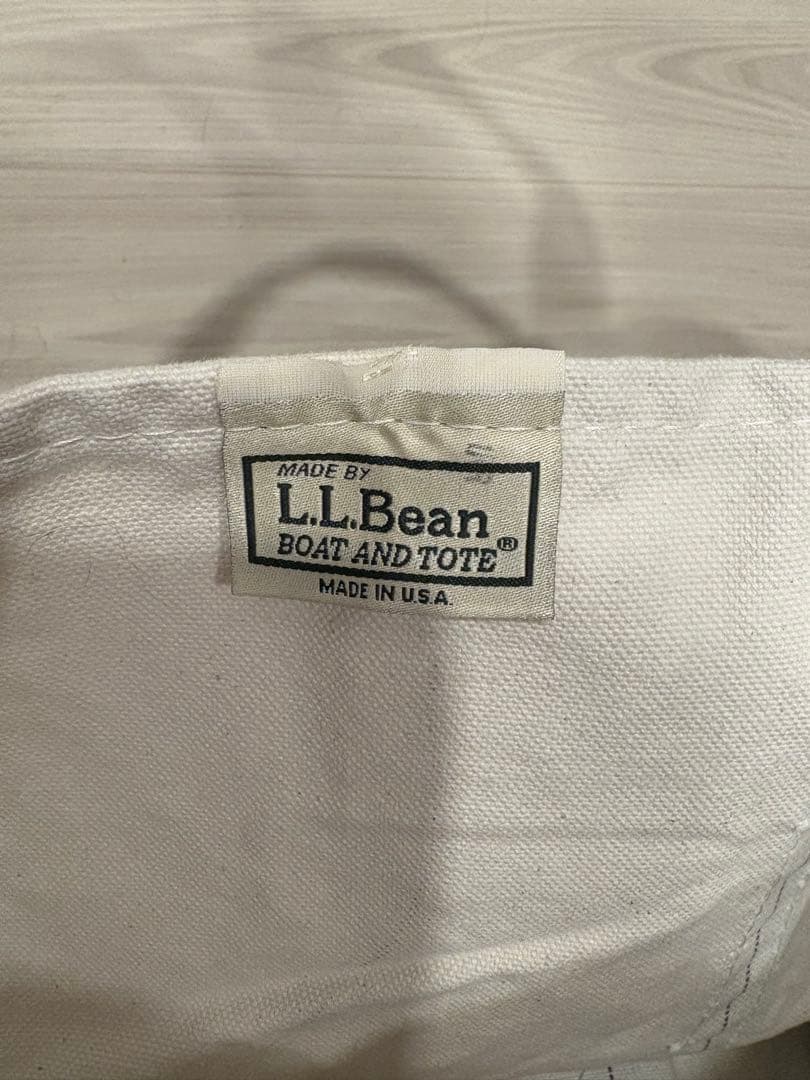 MADE BY
L.L.Bean
BOAT AND TOTE®
MADE IN U.S.A.